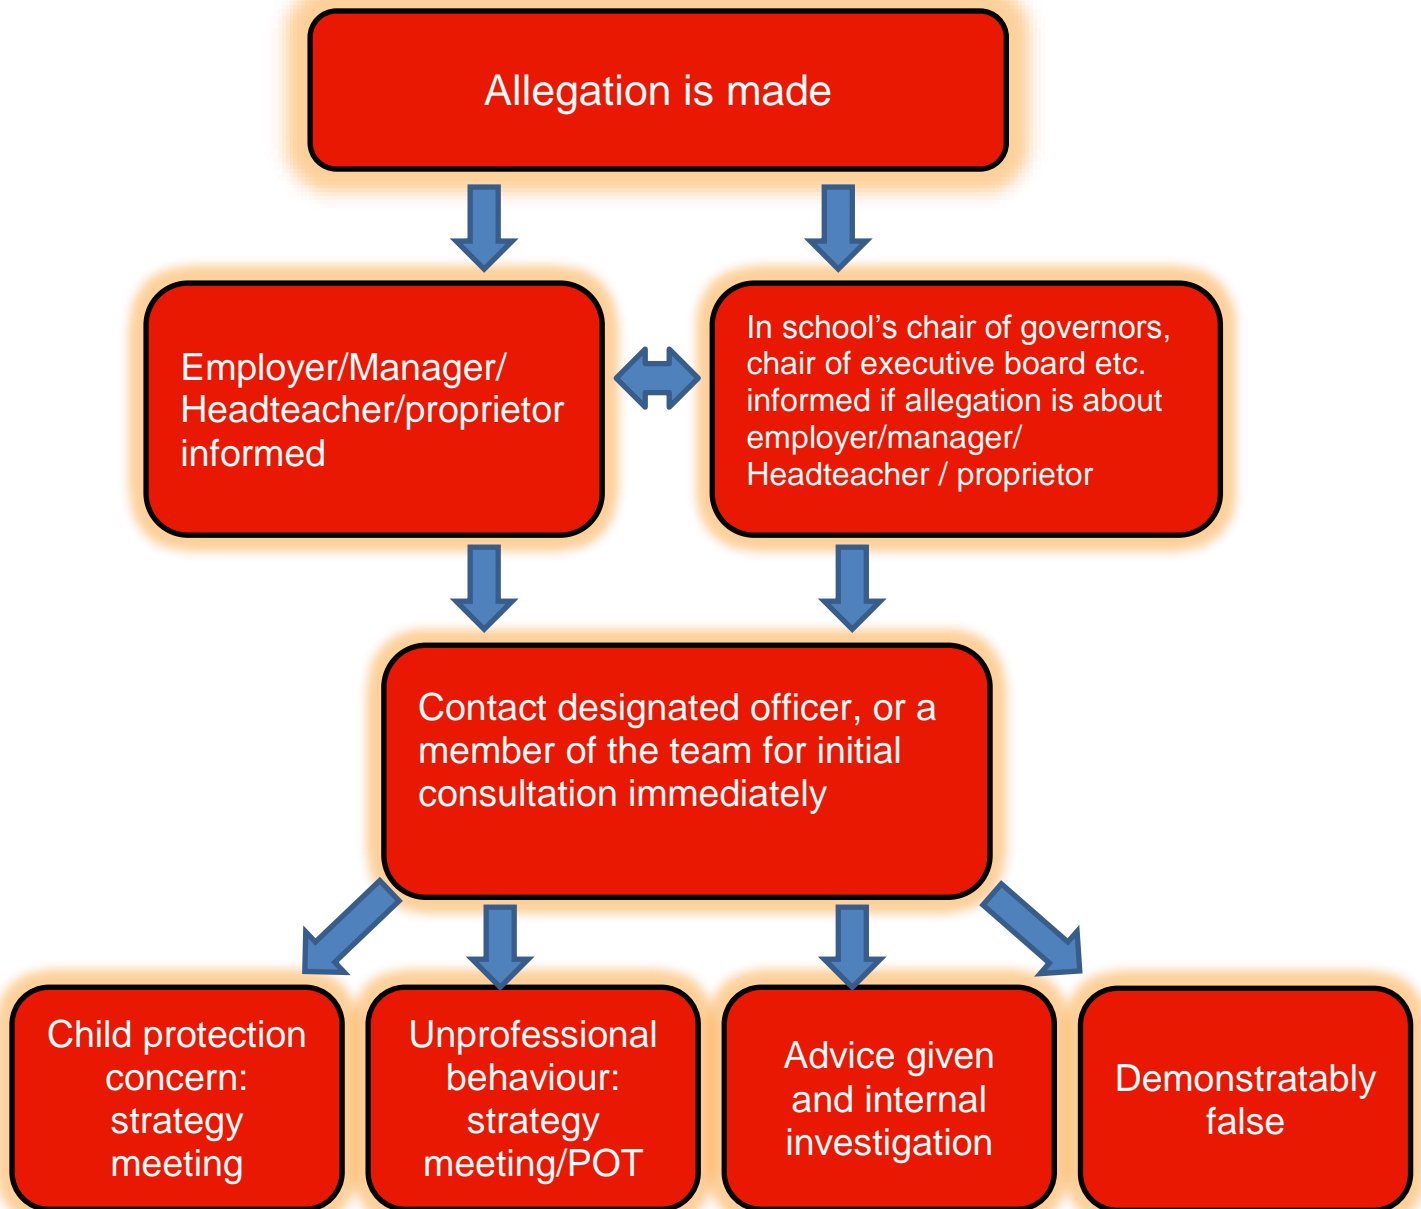 Allegation is made
Employer/Manager/
Headteacher/proprietor
informed
In school’s chair of governors,
chair of executive board etc.
informed if allegation is about
employer/manager/
Headteacher / proprietor
Contact designated officer, or a
member of the team for initial
consultation immediately
Child protection
concern:
strategy
meeting
Unprofessional
behaviour:
strategy
meeting/POT
Advice given
and internal
investigation
Demonstratably
false